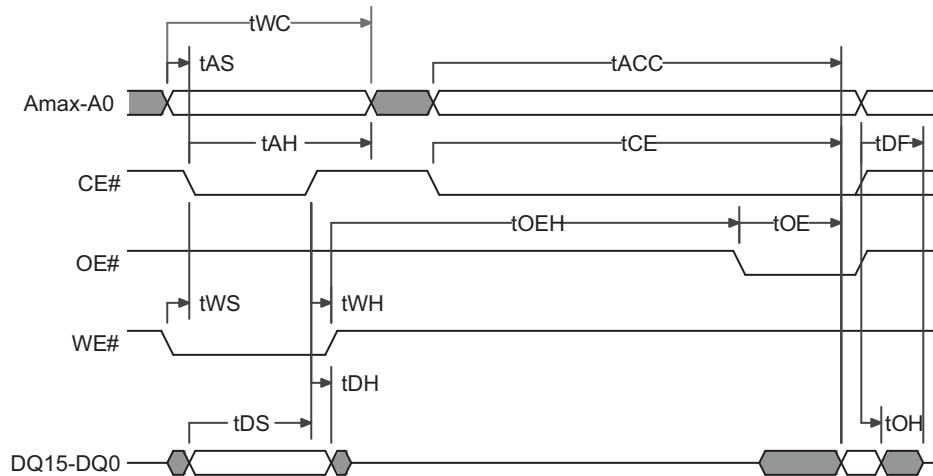 tWC
tAS
tACC
Amax-A0
tAH
tCE
tDF
CE#
tOEH
tOE
OE#
tWS
tWH
WE#
tDH
tDS
tOH
DQ15-DQ0